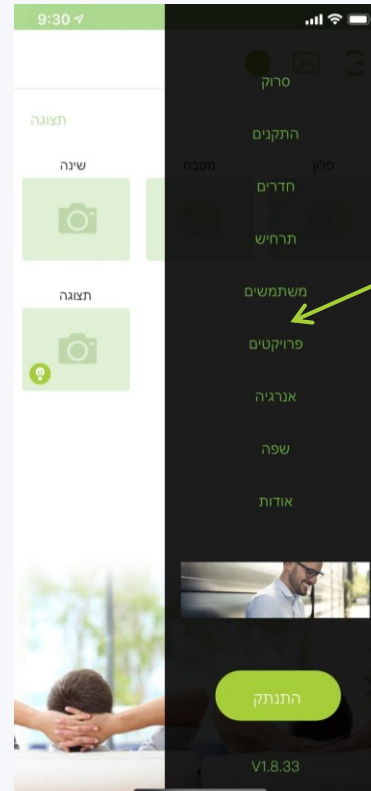 9:30
סרוק
תצוגה
התקנים
סלון
מטבח
שינה
חדרים
תרחיש
משתמשים
תצוגה
פרויקטים
אנרגיה
שפה
אודות
התנתק
V1.8.33